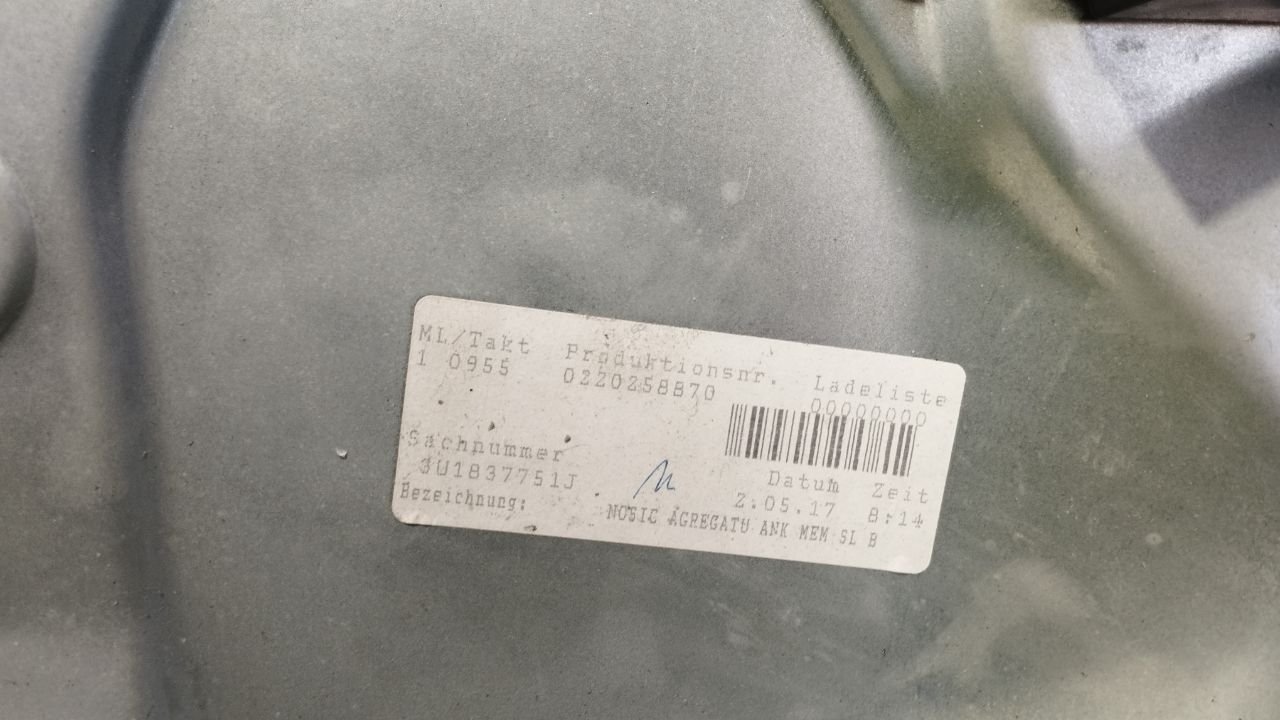 ML/Takt Produktionsnr. Ladeliste
1 0955 0220258870 00000000
Sachnummer
3U1837751J
Datum Zeit
2.05.17 8:14
Bezeichnung: NOSIC AGREGATU ANK MEM SL B